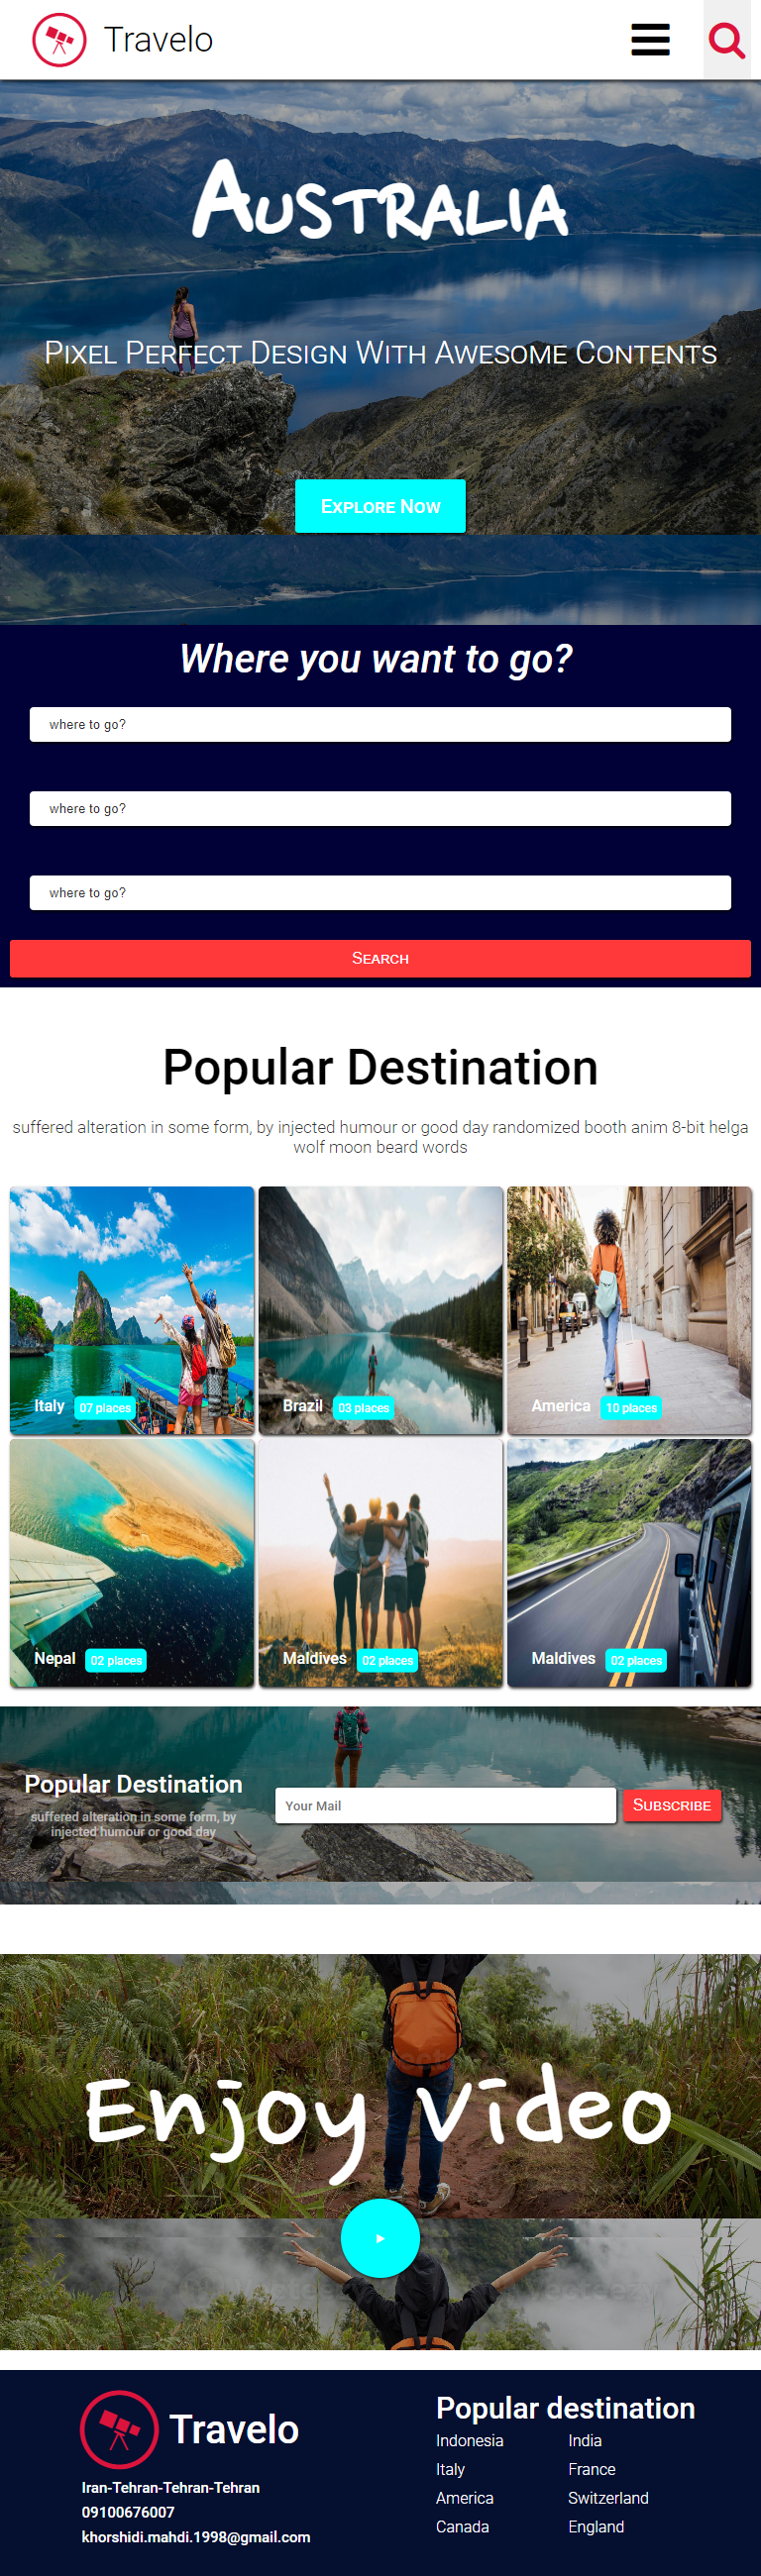 Travelo
Australia
Pixel Perfect Design With Awesome Contents
Explore Now
Where you want to go?
where to go?
where to go?
where to go?
Search
Popular Destination
suffered alteration in some form, by injected humour or good day randomized booth anim 8-bit helga
wolf moon beard words
Italy 07 places
Brazil 03 places
America 10 places
Nepal 02 places
Maldives 02 places
Maldives 02 places
Popular Destination
suffered alteration in some form, by
injected humour or good day
Your Mail
Subscribe
Enjoy video
Travelo
Iran-Tehran-Tehran-Tehran
09100676007
khorshidi.mahdi.1998@gmail.com
Popular destination
Indonesia India
Italy France
America Switzerland
Canada England